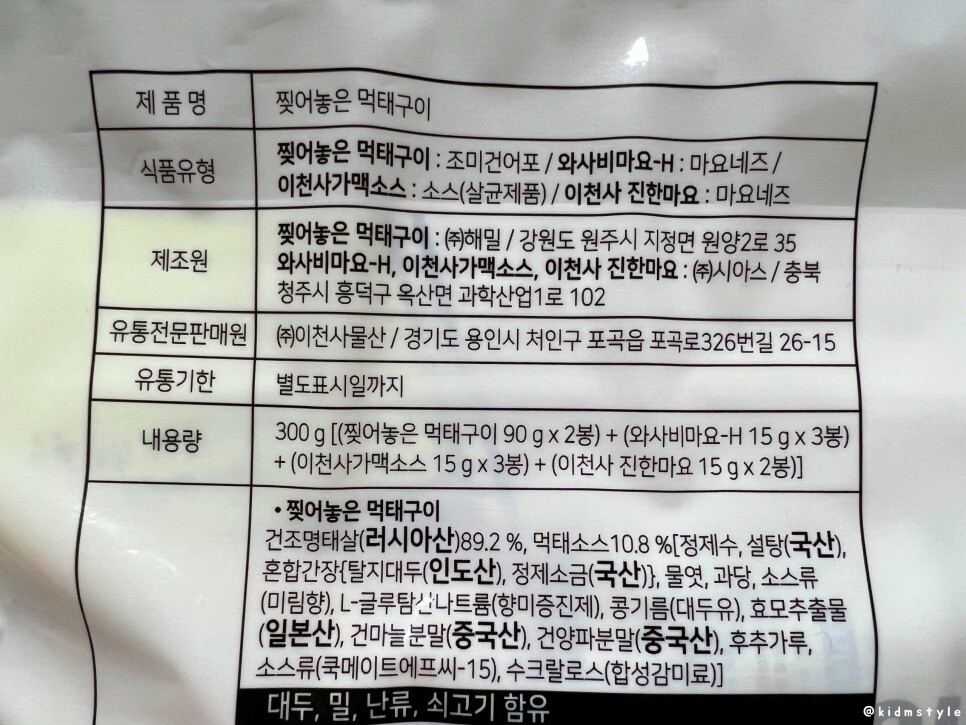 제품명 찢어놓은 먹태구이
식품유형 찢어놓은 먹태구이 : 조미건어포 / 와사비마요-H : 마요네즈 /
이천사가맥소스 : 소스(살균제품) / 이천사 진한마요 : 마요네즈
제조원 찢어놓은 먹태구이 : ㈜해밀 / 강원도 원주시 지정면 원양2로 35
와사비마요-H, 이천사가맥소스, 이천사 진한마요 : ㈜시아스 / 충북
청주시 흥덕구 옥산면 과학산업1로 102
유통전문판매원 ㈜이천사물산 / 경기도 용인시 처인구 포곡읍 포곡로326번길 26-15
유통기한 별도표시일까지
내용량 300 g [(찢어놓은 먹태구이 90 g x 2봉) + (와사비마요-H 15 g x 3봉)
+ (이천사가맥소스 15 g x 3봉) + (이천사 진한마요 15 g x 2봉)]
• 찢어놓은 먹태구이
건조명태살(러시아산)89.2 %, 먹태소스10.8 %[정제수, 설탕(국산),
혼합간장{탈지대두(인도산), 정제소금(국산)}, 물엿, 과당, 소스류
(미림향), L-글루탐산나트륨(향미증진제), 콩기름(대두유), 효모추출물
(일본산), 건마늘분말(중국산), 건양파분말(중국산), 후추가루,
소스류(쿡메이트에프씨-15), 수크랄로스(합성감미료)]
대두, 밀, 난류, 쇠고기 함유
@kidmstyle